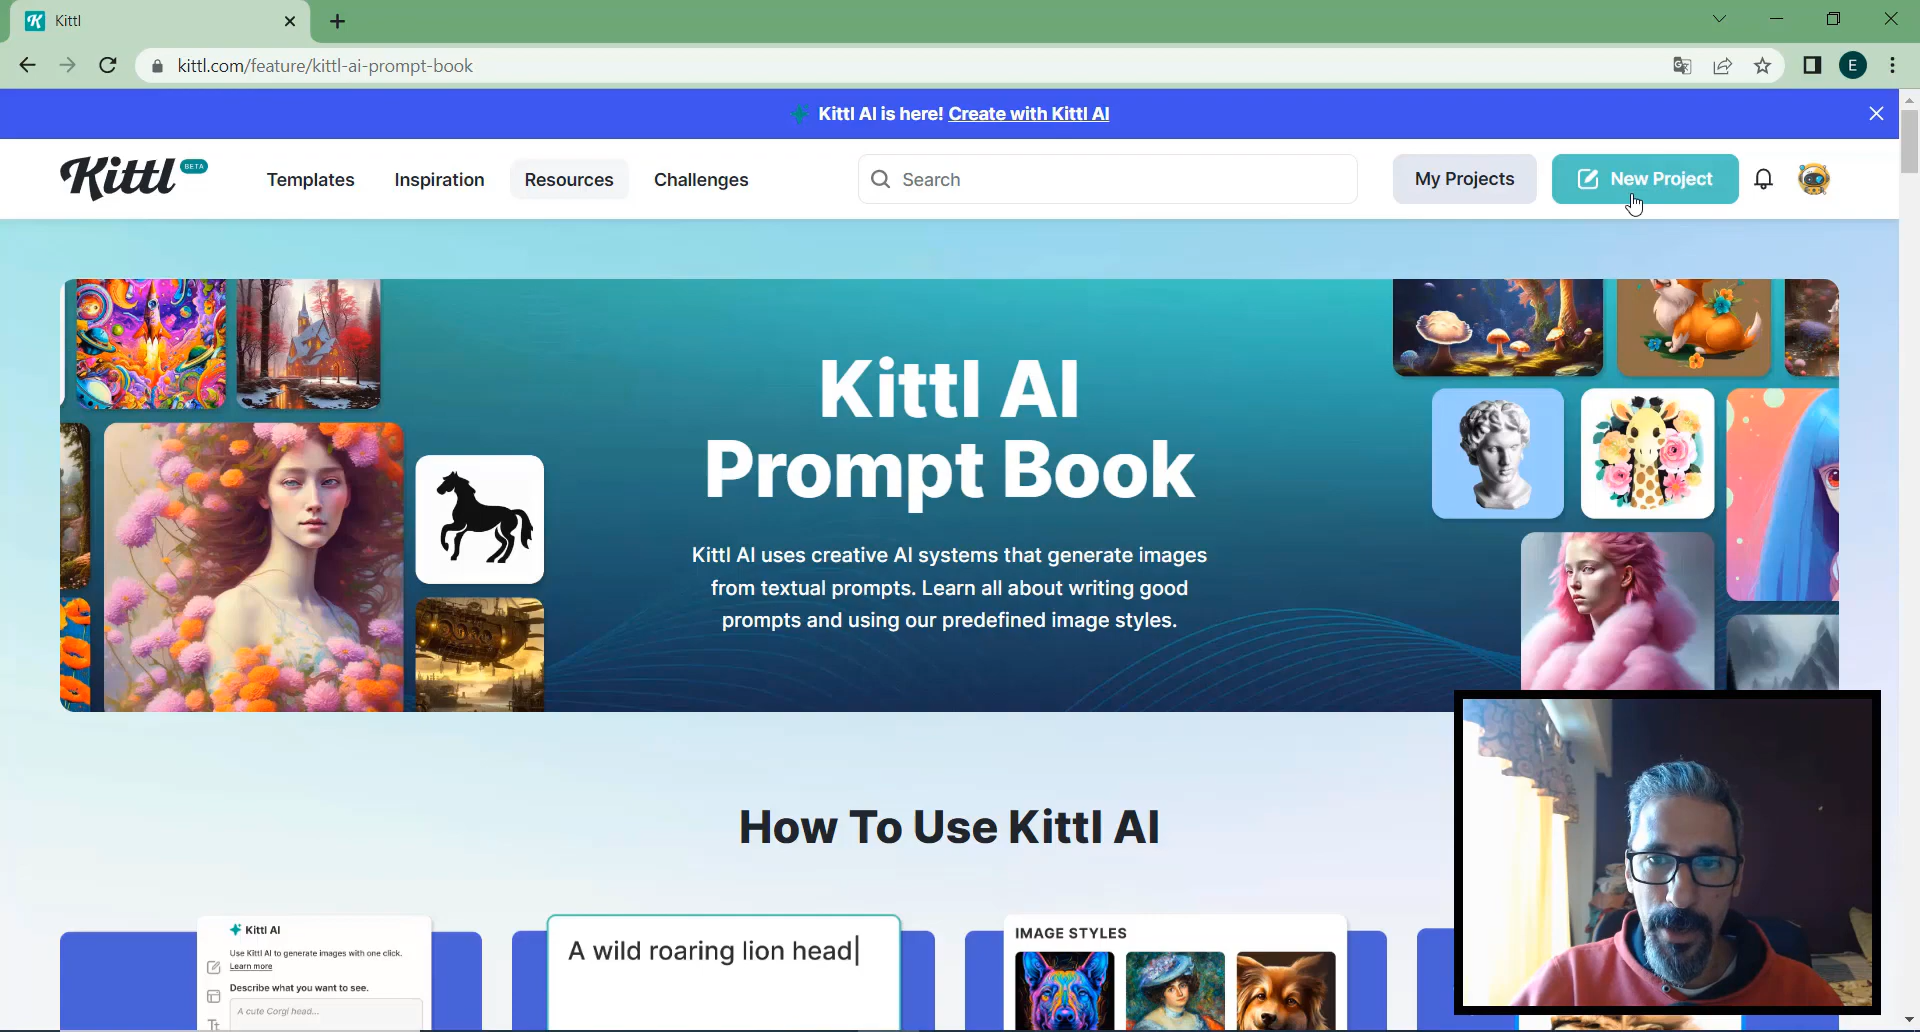 Kittl
kittl.com/feature/kittl-ai-prompt-book
E
Kittl AI is here! Create with Kittl AI
Kittl BETA
Templates
Inspiration
Resources
Challenges
Search
My Projects
New Project
Kittl AI
Prompt Book
Kittl AI uses creative AI systems that generate images
from textual prompts. Learn all about writing good
prompts and using our predefined image styles.
How To Use Kittl AI
Kittl AI
Use Kittl AI to generate images with one click.
Learn more
Describe what you want to see.
A cute Corgi head...
Tt
A wild roaring lion head
IMAGE STYLES